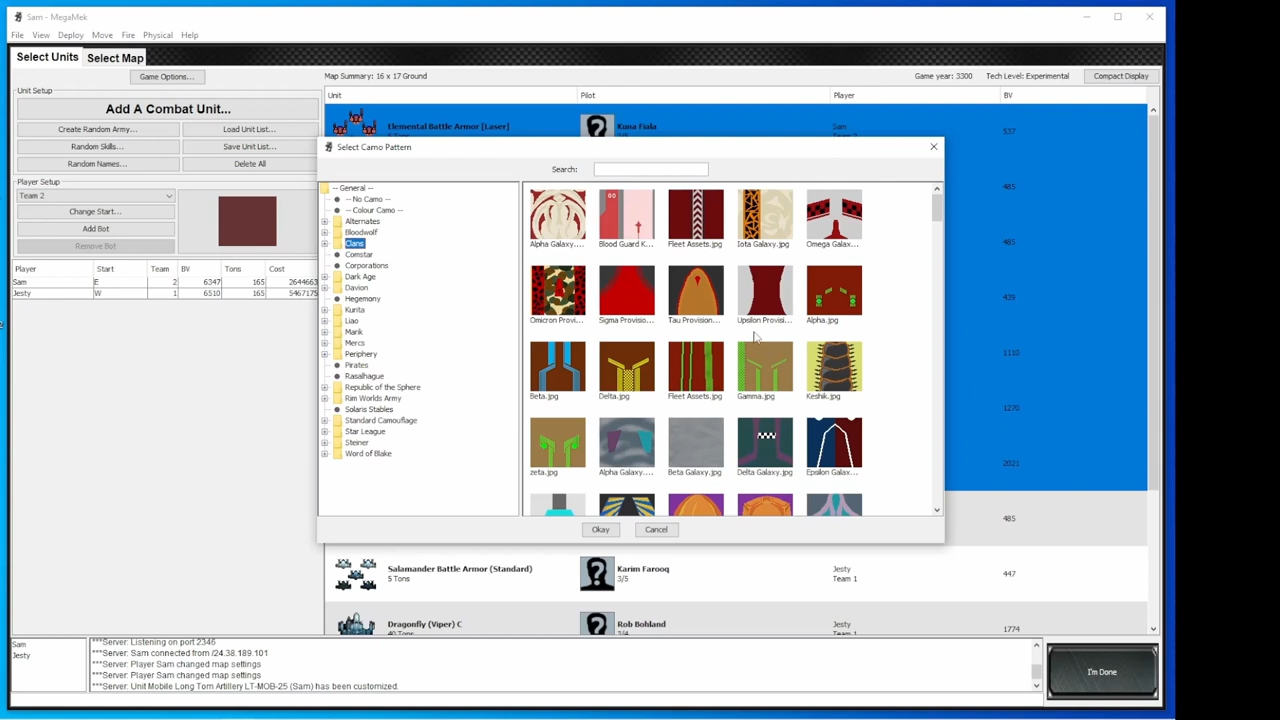 Sam - MegaMek
File View Deploy Move Fire Physical Help
Select Units Select Map
Game Options...
Map Summary: 16 x 17 Ground
Game year: 3300 Tech Level: Experimental
Compact Display
Unit Setup
Add A Combat Unit...
Create Random Army... Load Unit List...
Random Skills... Save Unit List...
Random Names... Delete All
Player Setup
Team 2
Change Start...
Add Bot
Remove Bot
Player Start Team BV Tons Cost
Sam E 2 6347 165 2644663
Jesty W 1 6510 165 5467175
Unit Pilot Player BV
Elemental Battle Armor [Laser] Kuna Fiala Sam 537
485
485
439
1110
1270
2021
485
Select Camo Pattern
Search:
-- General --
-- No Camo --
-- Colour Camo --
Alternates
Bloodwolf
Clans
Comstar
Corporations
Dark Age
Davion
Hegemony
Kurita
Liao
Marik
Mercs
Periphery
Pirates
Rasalhague
Republic of the Sphere
Rim Worlds Army
Solaris Stables
Standard Camouflage
Star League
Steiner
Word of Blake
Alpha Galaxy.... Blood Guard K... Fleet Assets.jpg Iota Galaxy.jpg Omega Galax...
Omicron Provi... Sigma Provisio... Tau Provision... Upsilon Provisi... Alpha.jpg
Beta.jpg Delta.jpg Fleet Assets.jpg Gamma.jpg Keshik.jpg
zeta.jpg Alpha Galaxy.... Beta Galaxy.jpg Delta Galaxy.jpg Epsilon Galax...
Okay Cancel
Salamander Battle Armor (Standard) Karim Farooq Jesty 447
5 Tons 3/5 Team 1
Dragonfly (Viper) C Rob Bohland Jesty 1774
Team 1
Sam
Jesty
***Server: Listening on port 2346
***Server: Sam connected from /24.38.189.101
***Server: Player Sam changed map settings
***Server: Player Sam changed map settings
***Server: Unit Mobile Long Tom Artillery LT-MOB-25 (Sam) has been customized.
I'm Done